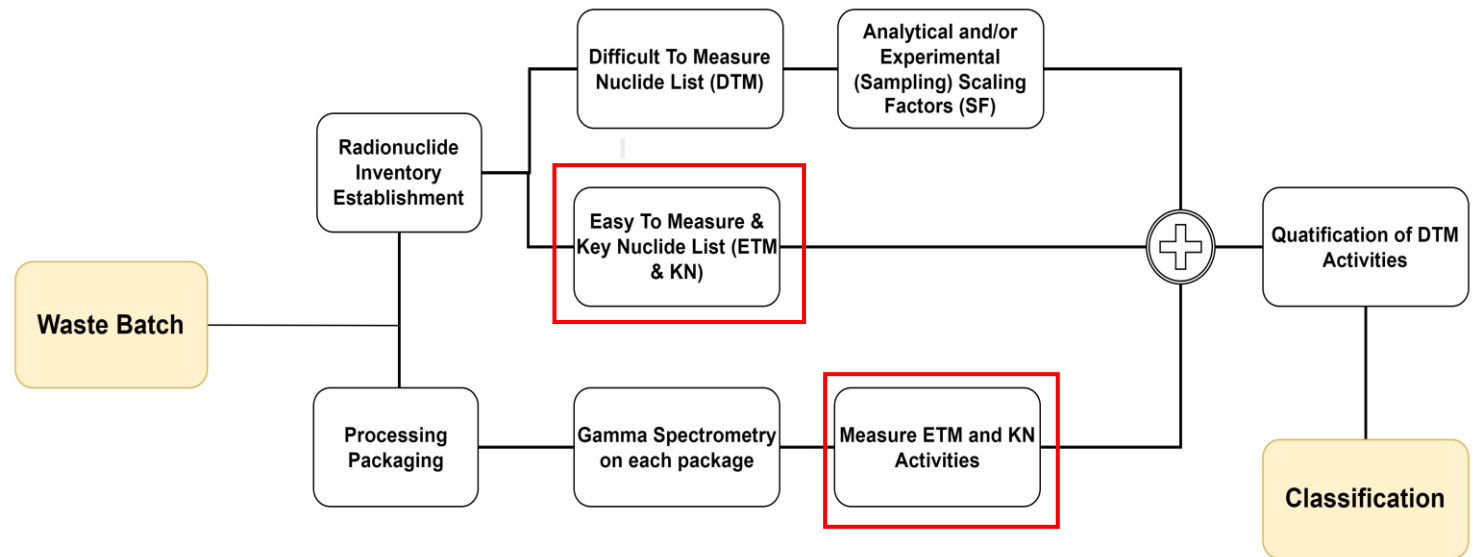 Difficult To Measure
Nuclide List (DTM)
Analytical and/or
Experimental
(Sampling) Scaling
Factors (SF)
Radionuclide
Inventory
Establishment
Easy To Measure &
Key Nuclide List (ETM
& KN)
Quatification of DTM
Activities
Waste Batch
Processing
Packaging
Gamma Spectrometry
on each package
Measure ETM and KN
Activities
Classification